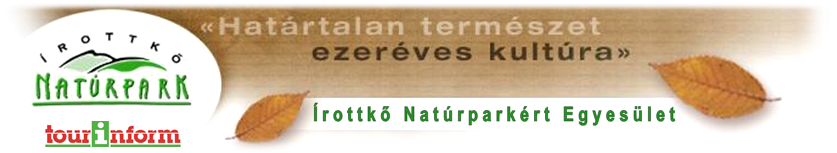 «Határtalan természet
ezeréves kultúra»
ÍROTTKŐ
NATÚRPARK
tourinform
Írottkő Natúrparkért Egyesület